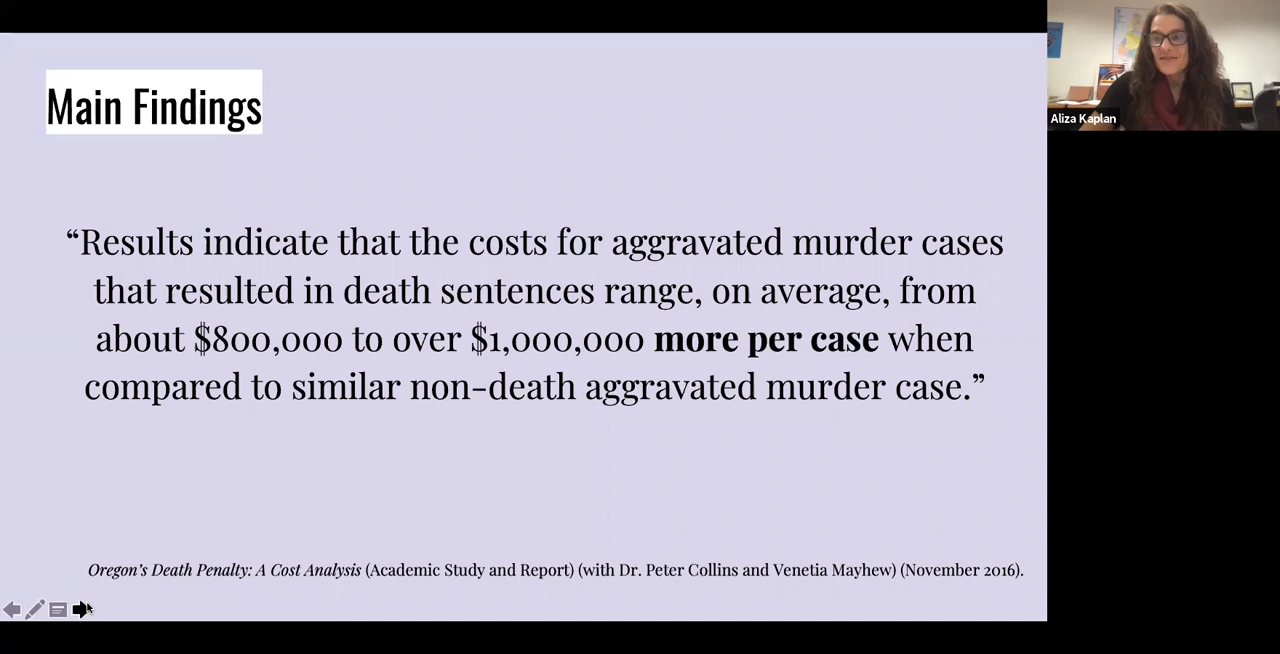 Main Findings
“Results indicate that the costs for aggravated murder cases
that resulted in death sentences range, on average, from
about $800,000 to over $1,000,000 more per case when
compared to similar non-death aggravated murder case.”
Oregon’s Death Penalty: A Cost Analysis (Academic Study and Report) (with Dr. Peter Collins and Venetia Mayhew) (November 2016).
Aliza Kaplan